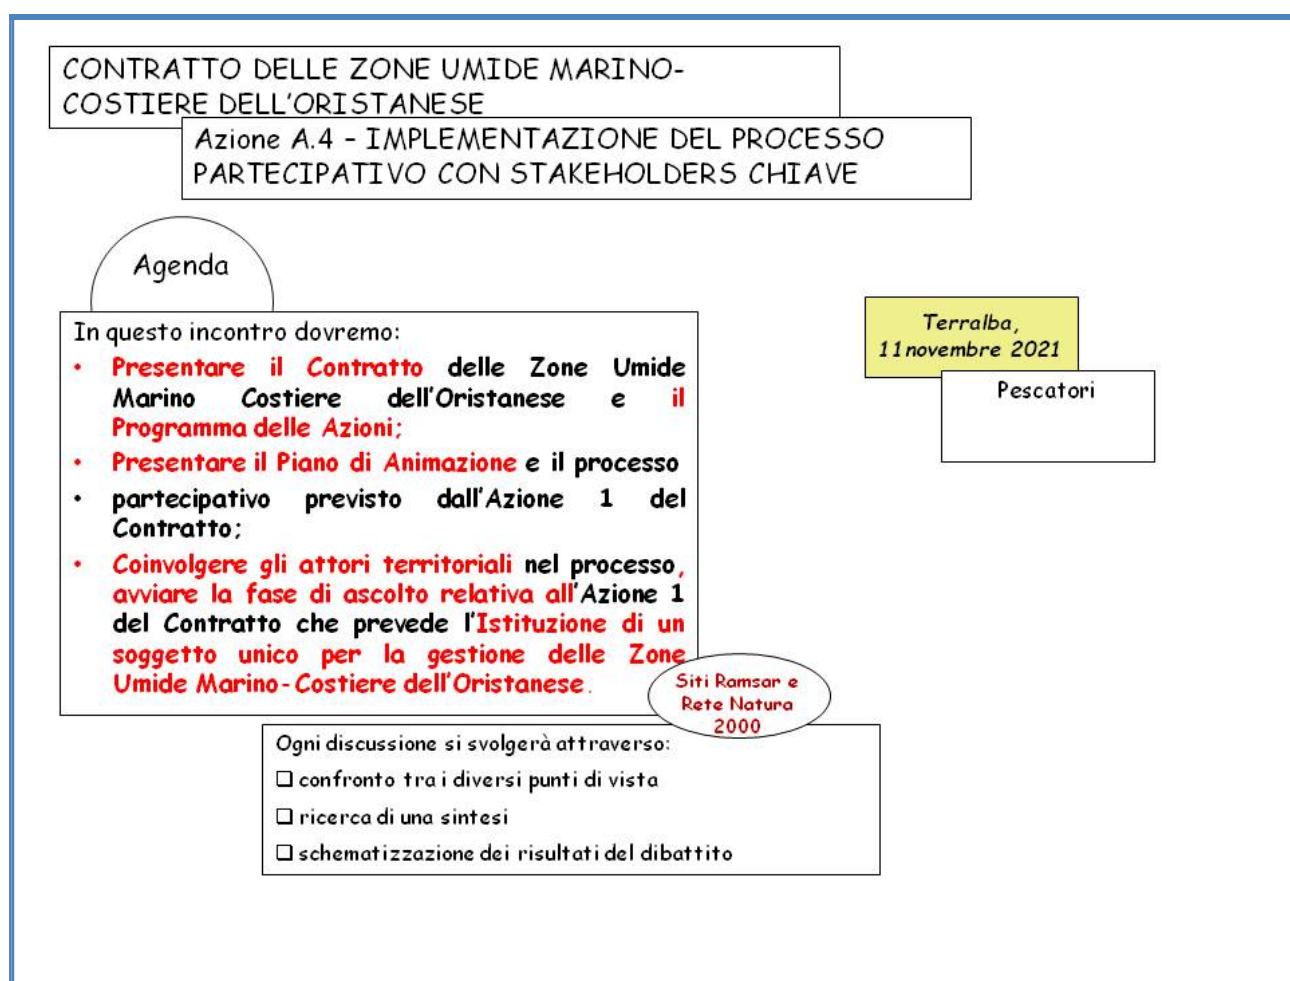 CONTRATTO DELLE ZONE UMIDE MARINO-
COSTIERE DELL'ORISTANESE
Azione A.4 – IMPLEMENTAZIONE DEL PROCESSO
PARTECIPATIVO CON STAKEHOLDERS CHIAVE
Agenda
In questo incontro dovremo:
• Presentare il Contratto delle Zone Umide
Marino Costiere dell'Oristanese e il
Programma delle Azioni;
• Presentare il Piano di Animazione e il processo
• partecipativo previsto dall'Azione 1 del
Contratto;
• Coinvolgere gli attori territoriali nel processo,
avviare la fase di ascolto relativa all'Azione 1
del Contratto che prevede l'Istituzione di un
soggetto unico per la gestione delle Zone
Umide Marino-Costiere dell'Oristanese.
Siti Ramsar e
Rete Natura
2000
Ogni discussione si svolgerà attraverso:
❑ confronto tra i diversi punti di vista
❑ ricerca di una sintesi
❑ schematizzazione dei risultati del dibattito
Terralba,
11novembre 2021
Pescatori